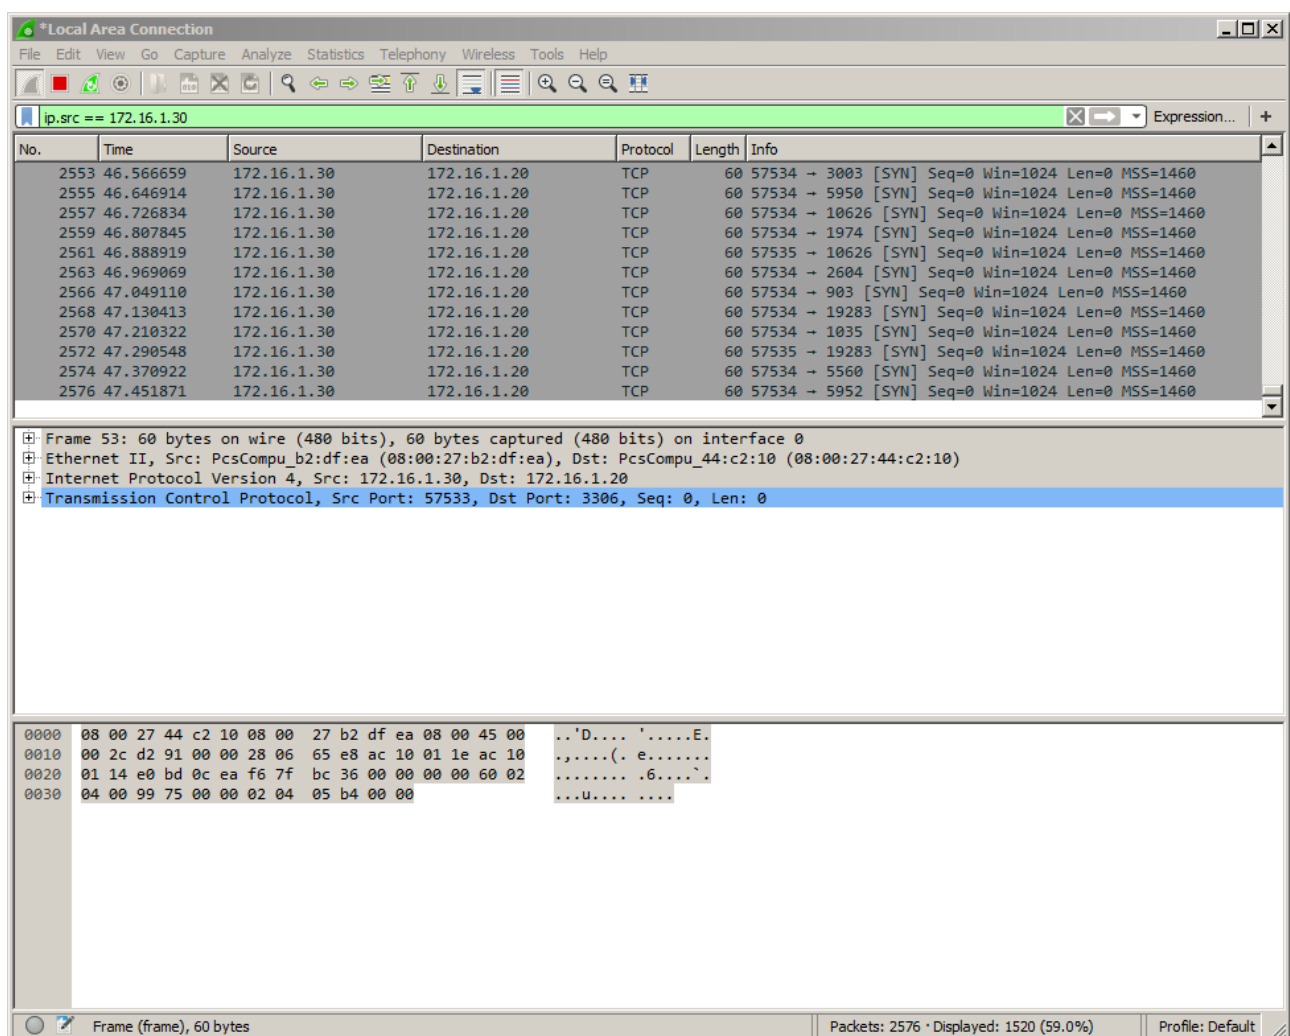 *Local Area Connection
File Edit View Go Capture Analyze Statistics Telephony Wireless Tools Help
ip.src == 172.16.1.30 Expression... +
No. Time Source Destination Protocol Length Info
2553 46.566659 172.16.1.30 172.16.1.20 TCP 60 57534 → 3003 [SYN] Seq=0 Win=1024 Len=0 MSS=1460
2555 46.646914 172.16.1.30 172.16.1.20 TCP 60 57534 → 5950 [SYN] Seq=0 Win=1024 Len=0 MSS=1460
2557 46.726834 172.16.1.30 172.16.1.20 TCP 60 57534 → 10626 [SYN] Seq=0 Win=1024 Len=0 MSS=1460
2559 46.807845 172.16.1.30 172.16.1.20 TCP 60 57534 → 1974 [SYN] Seq=0 Win=1024 Len=0 MSS=1460
2561 46.888919 172.16.1.30 172.16.1.20 TCP 60 57535 → 10626 [SYN] Seq=0 Win=1024 Len=0 MSS=1460
2563 46.969069 172.16.1.30 172.16.1.20 TCP 60 57534 → 2604 [SYN] Seq=0 Win=1024 Len=0 MSS=1460
2566 47.049110 172.16.1.30 172.16.1.20 TCP 60 57534 → 903 [SYN] Seq=0 Win=1024 Len=0 MSS=1460
2568 47.130413 172.16.1.30 172.16.1.20 TCP 60 57534 → 19283 [SYN] Seq=0 Win=1024 Len=0 MSS=1460
2570 47.210322 172.16.1.30 172.16.1.20 TCP 60 57534 → 1035 [SYN] Seq=0 Win=1024 Len=0 MSS=1460
2572 47.290548 172.16.1.30 172.16.1.20 TCP 60 57535 → 19283 [SYN] Seq=0 Win=1024 Len=0 MSS=1460
2574 47.370922 172.16.1.30 172.16.1.20 TCP 60 57534 → 5560 [SYN] Seq=0 Win=1024 Len=0 MSS=1460
2576 47.451871 172.16.1.30 172.16.1.20 TCP 60 57534 → 5952 [SYN] Seq=0 Win=1024 Len=0 MSS=1460
Frame 53: 60 bytes on wire (480 bits), 60 bytes captured (480 bits) on interface 0
Ethernet II, Src: PcsCompu_b2:df:ea (08:00:27:b2:df:ea), Dst: PcsCompu_44:c2:10 (08:00:27:44:c2:10)
Internet Protocol Version 4, Src: 172.16.1.30, Dst: 172.16.1.20
Transmission Control Protocol, Src Port: 57533, Dst Port: 3306, Seq: 0, Len: 0
0000 08 00 27 44 c2 10 08 00 27 b2 df ea 08 00 45 00 ..'D.... '.....E.
0010 00 2c d2 91 00 00 28 06 65 e8 ac 10 01 1e ac 10 .,....(. e.......
0020 01 14 e0 bd 0c ea f6 7f bc 36 00 00 00 00 60 02 ........ .6....`.
0030 04 00 99 75 00 00 02 04 05 b4 00 00 ...u.... ....
Frame (frame), 60 bytes Packets: 2576 · Displayed: 1520 (59.0%) Profile: Default